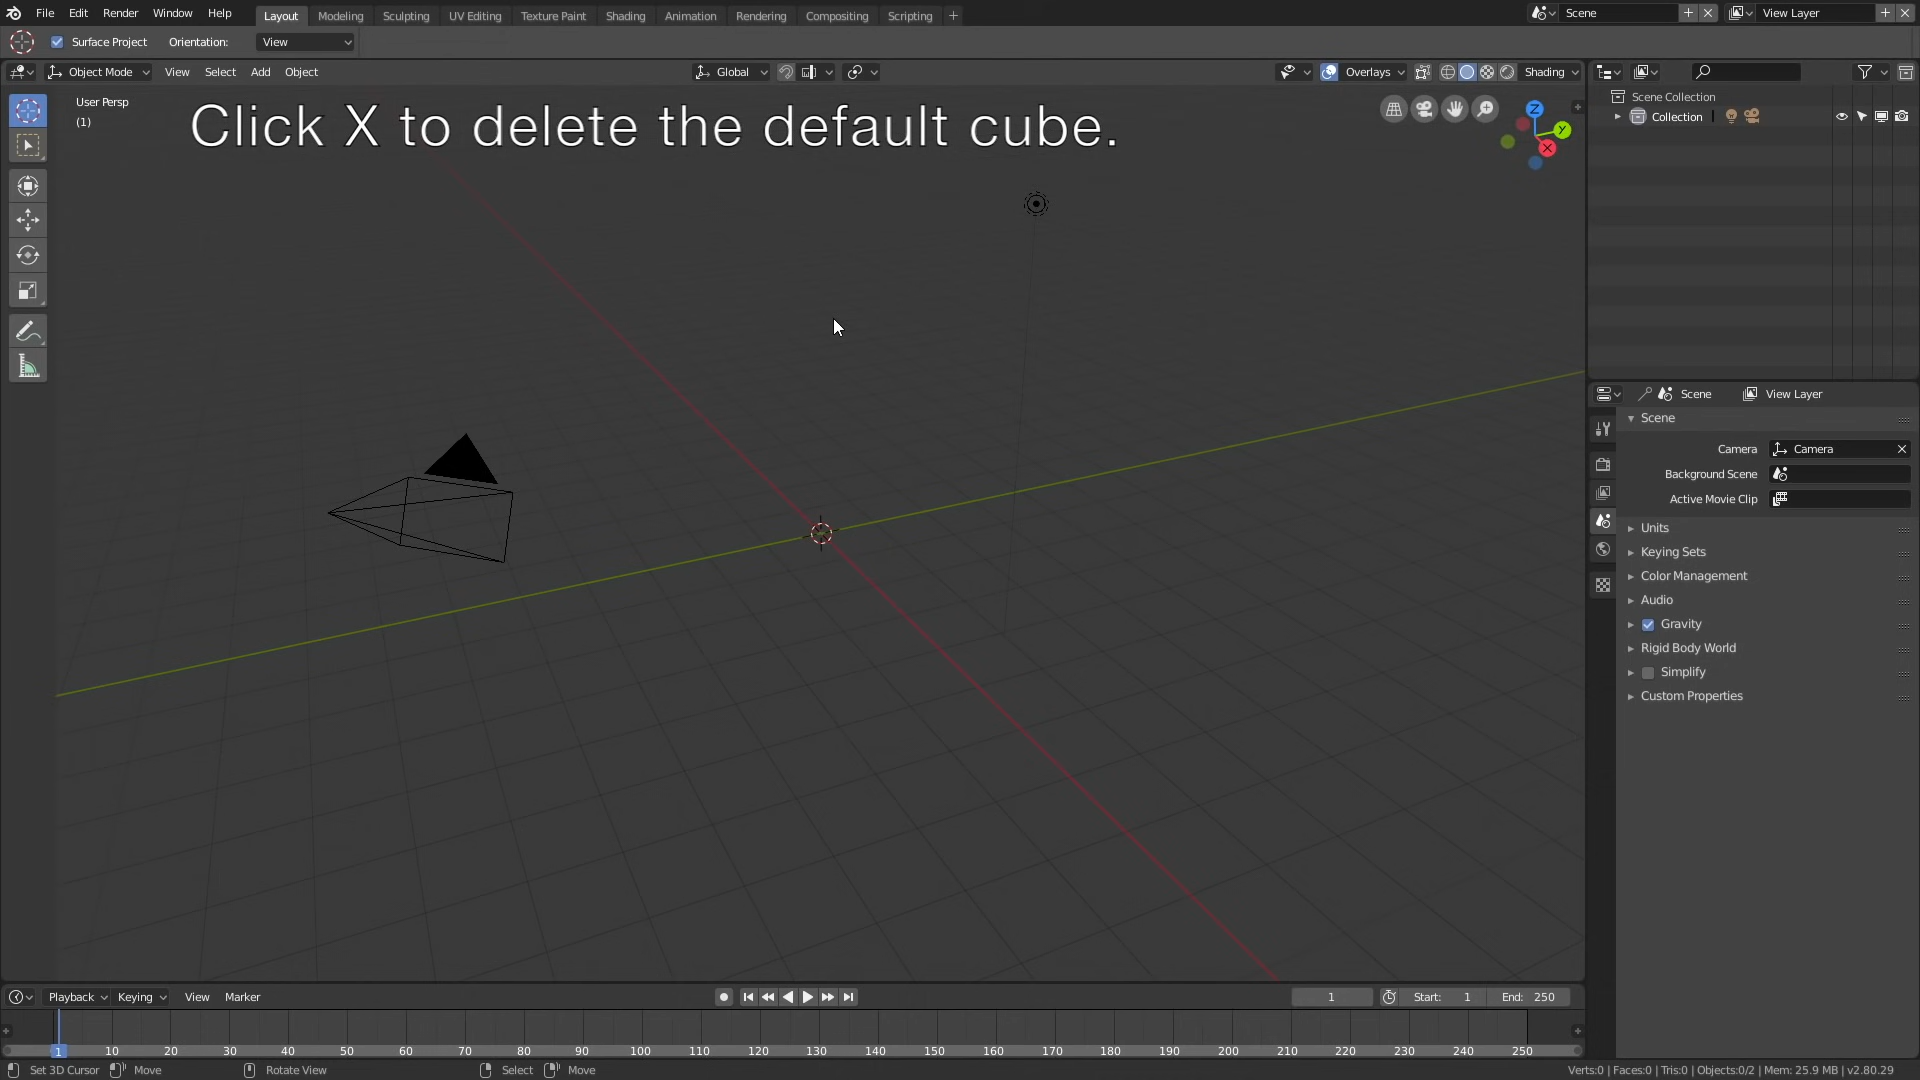 File Edit Render Window Help Layout Modeling Sculpting UV Editing Texture Paint Shading Animation Rendering Compositing Scripting + Scene View Layer
Surface Project Orientation: View
Object Mode View Select Add Object Global Overlays Shading
User Persp
(1)
Click X to delete the default cube.
Z
Y
X
Scene Collection
Collection
Scene View Layer
Scene
Camera Camera
Background Scene
Active Movie Clip
Units
Keying Sets
Color Management
Audio
Gravity
Rigid Body World
Simplify
Custom Properties
Playback Keying View Marker 1 Start: 1 End: 250
1 10 20 30 40 50 60 70 80 90 100 110 120 130 140 150 160 170 180 190 200 210 220 230 240 250
Set 3D Cursor Move Rotate View Select Move Verts:0 | Faces:0 | Tris:0 | Objects:0/2 | Mem: 25.9 MB | v2.80.29